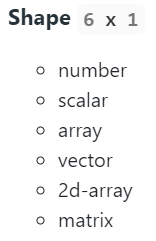 Shape 6 x 1
number
scalar
array
vector
2d-array
matrix